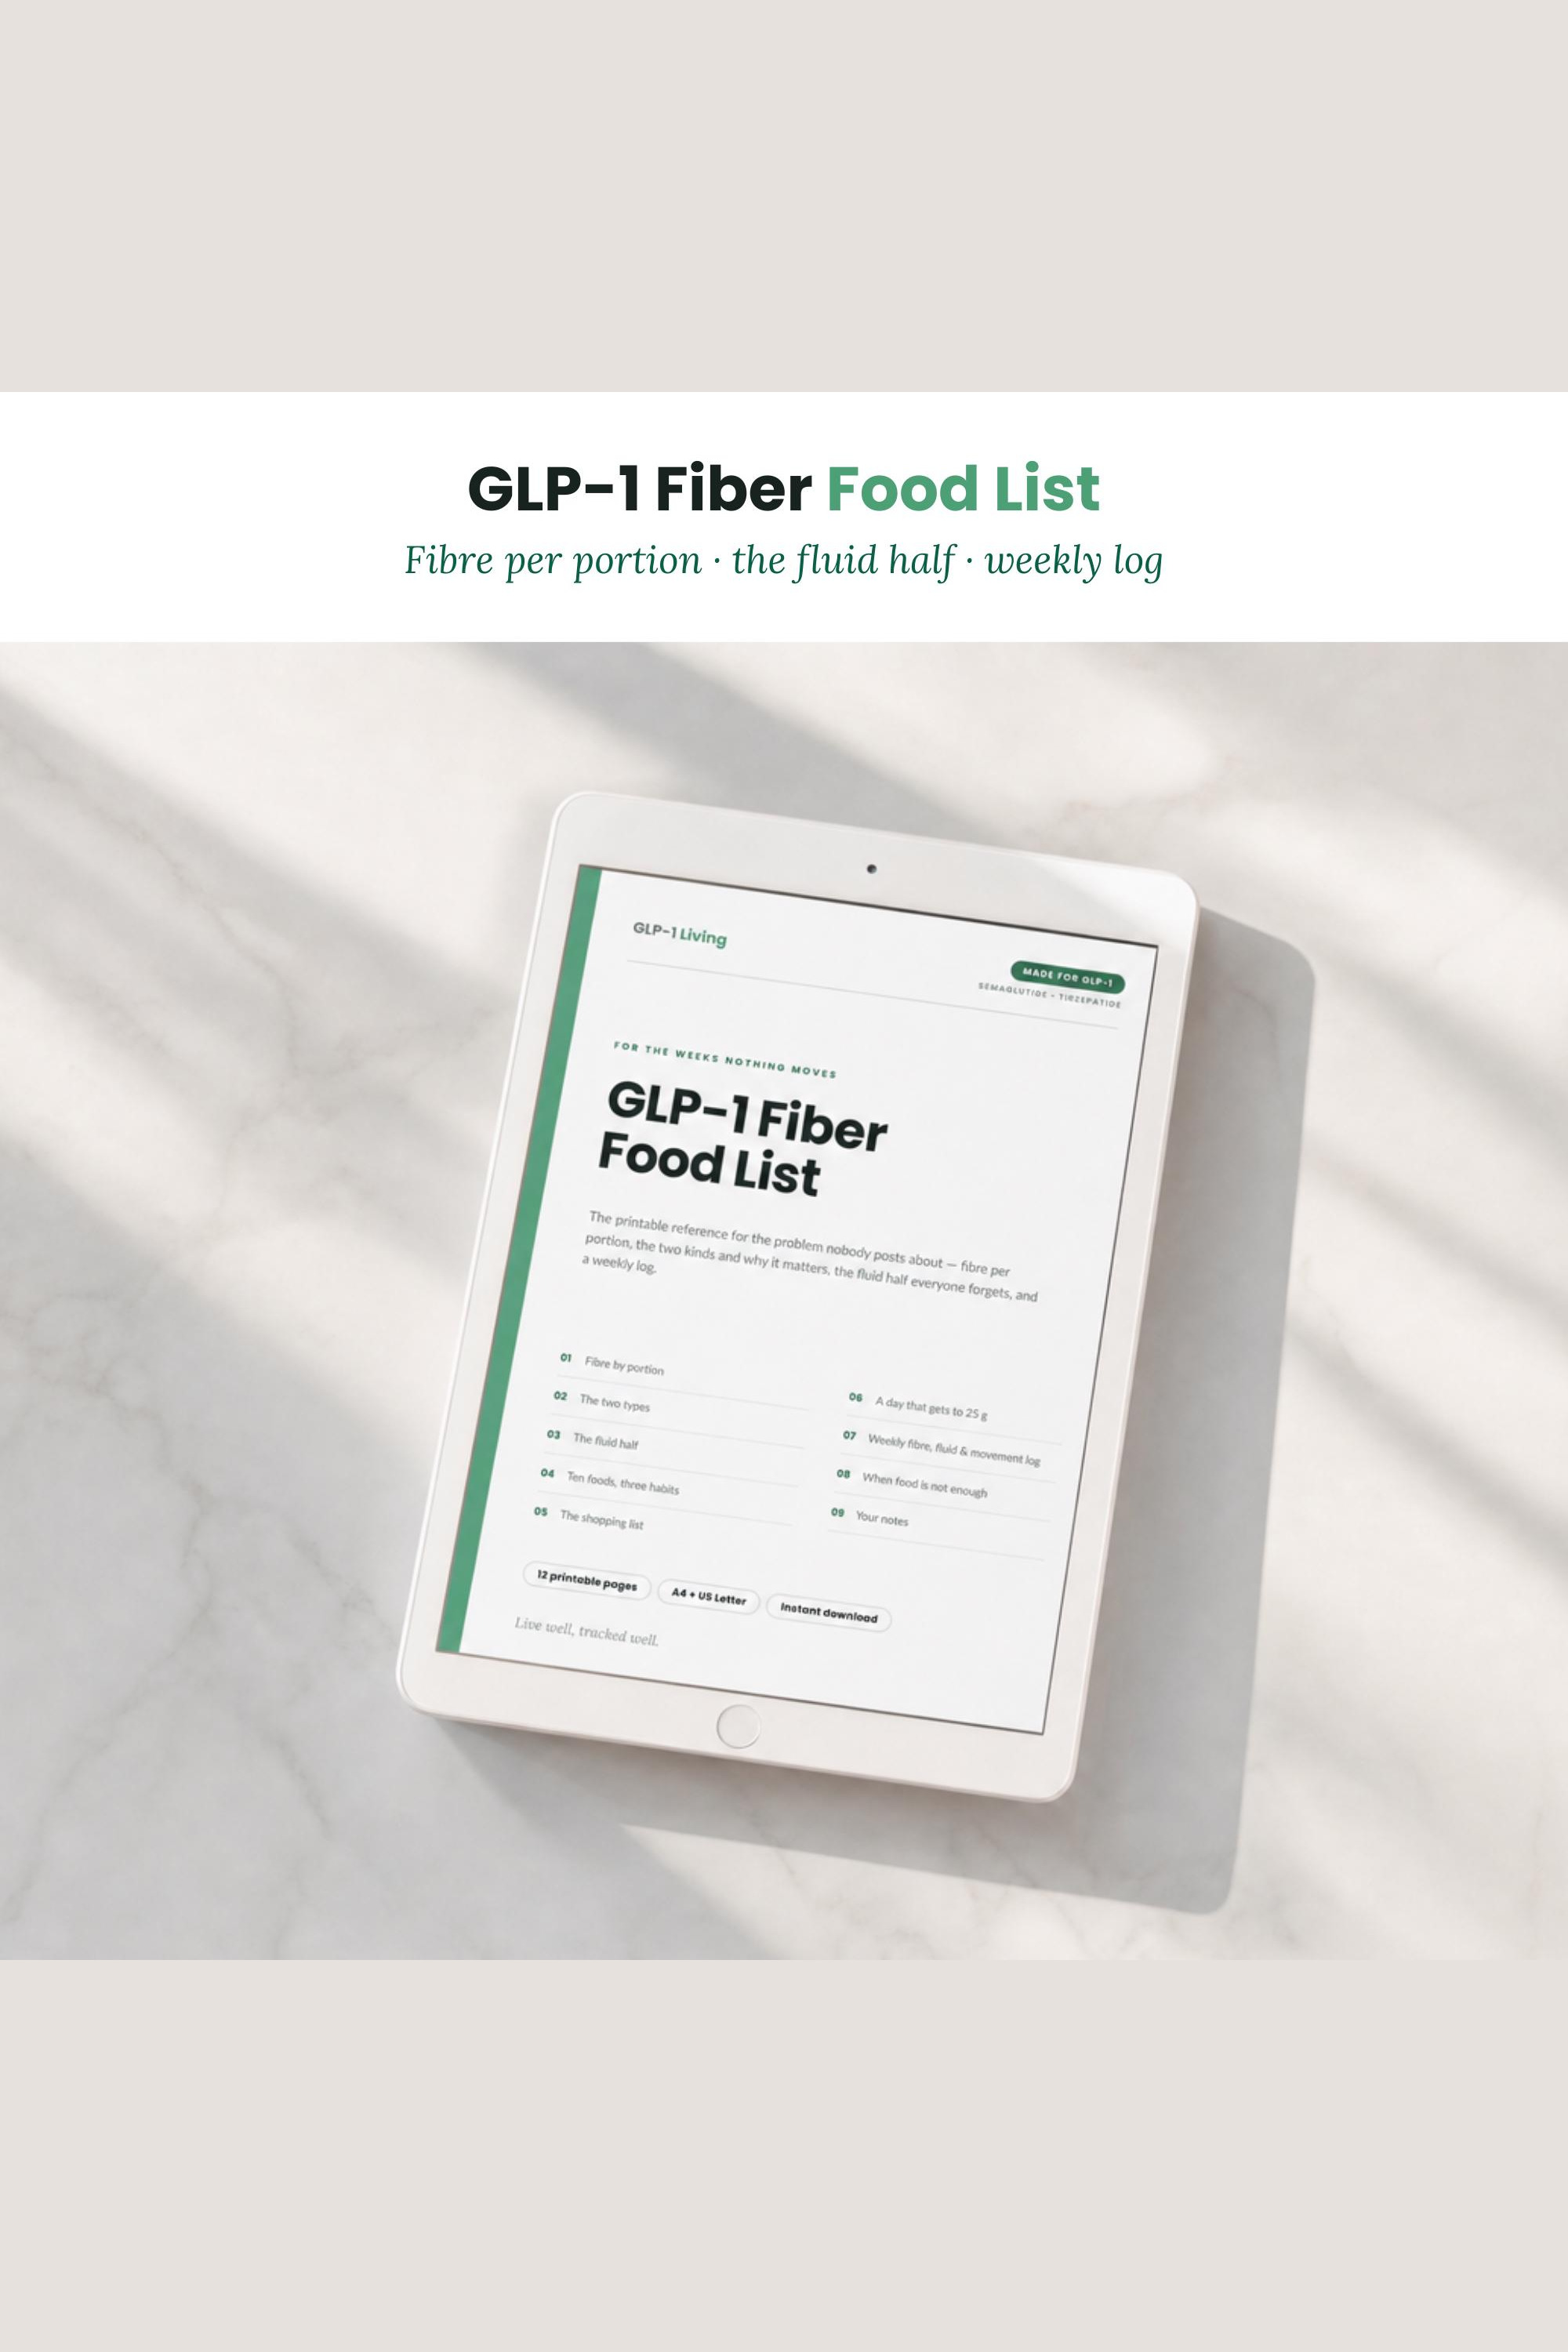 GLP-1 Fiber Food List
Fibre per portion · the fluid half · weekly log
GLP-1 Living
MADE FOR GLP-1
SEMAGLUTIDE · TIRZEPATIDE
FOR THE WEEKS NOTHING MOVES
GLP-1 Fiber
Food List
The printable reference for the problem nobody posts about — fibre per
portion, the two kinds and why it matters, the fluid half everyone forgets, and
a weekly log.
01 Fibre by portion
02 The two types
03 The fluid half
04 Ten foods, three habits
05 The shopping list
06 A day that gets to 25 g
07 Weekly fibre, fluid & movement log
08 When food is not enough
09 Your notes
12 printable pages
A4 + US Letter
Instant download
Live well, tracked well.